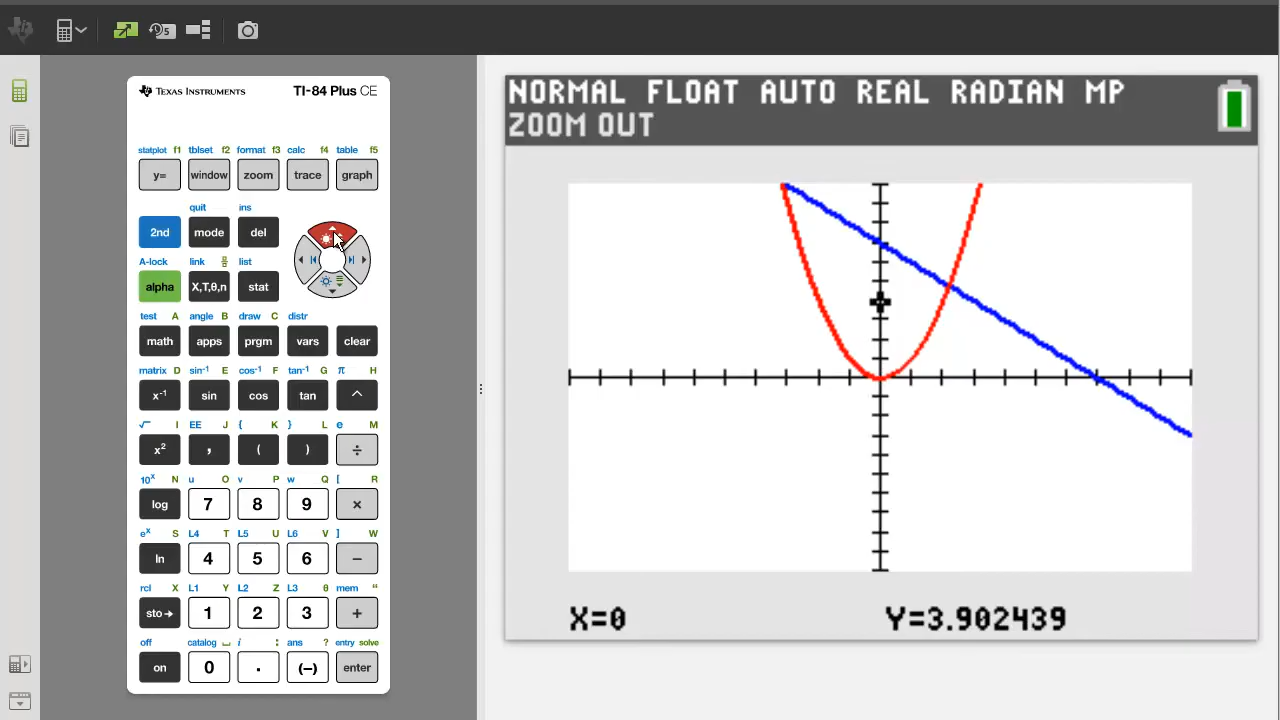 TEXAS INSTRUMENTS TI-84 Plus CE
statplot f1 tblset f2 format f3 calc f4 table f5
y= window zoom trace graph
quit ins
2nd mode del
A-lock link list
alpha X,T,θ,n stat
test A angle B draw C distr
math apps prgm vars clear
matrix D sin⁻¹ E cos⁻¹ F tan⁻¹ G π H
x⁻¹ sin cos tan ^
√ I EE J { K } L e M
x² , ( ) ÷
10ˣ N u O v P w Q [ R
log 7 8 9 ×
eˣ S L4 T L5 U L6 V ] W
ln 4 5 6 −
rcl X L1 Y L2 Z L3 θ mem "
sto→ 1 2 3 +
off catalog ⎵ i : ans ? entry solve
on 0 . (−) enter
NORMAL FLOAT AUTO REAL RADIAN MP
ZOOM OUT
X=0 Y=3.902439